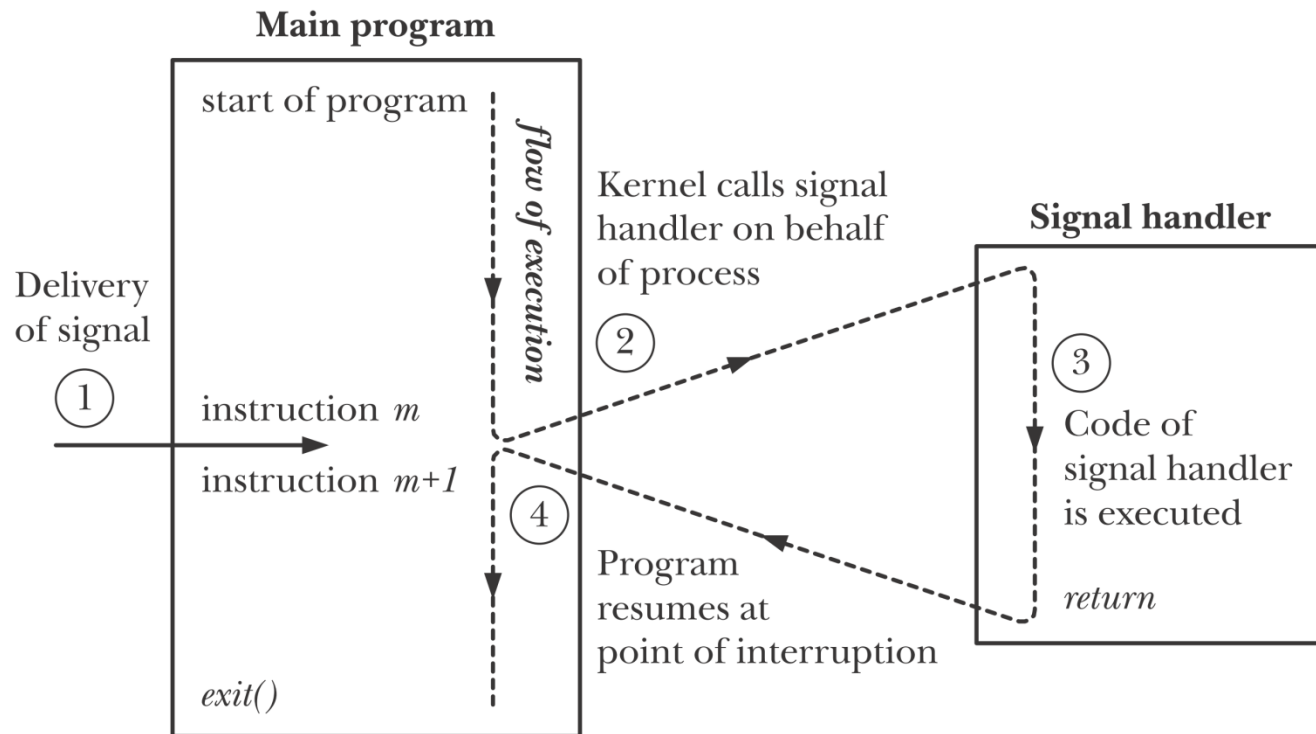 Main program
start of program
flow of execution
Kernel calls signal
handler on behalf
of process
2
Signal handler
Delivery
of signal
1
3
instruction m
instruction m+1
Code of
signal handler
is executed
4
Program
resumes at
point of interruption
return
exit()